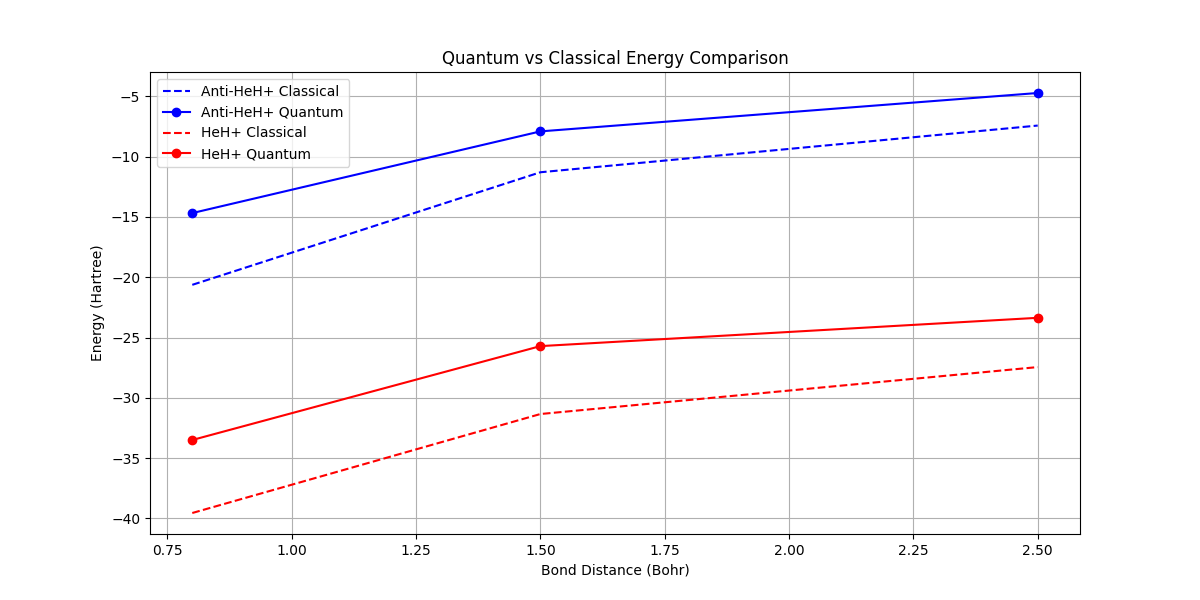 Quantum vs Classical Energy Comparison
Anti-HeH+ Classical
Anti-HeH+ Quantum
HeH+ Classical
HeH+ Quantum
Energy (Hartree)
−5
−10
−15
−20
−25
−30
−35
−40
0.75 1.00 1.25 1.50 1.75 2.00 2.25 2.50
Bond Distance (Bohr)